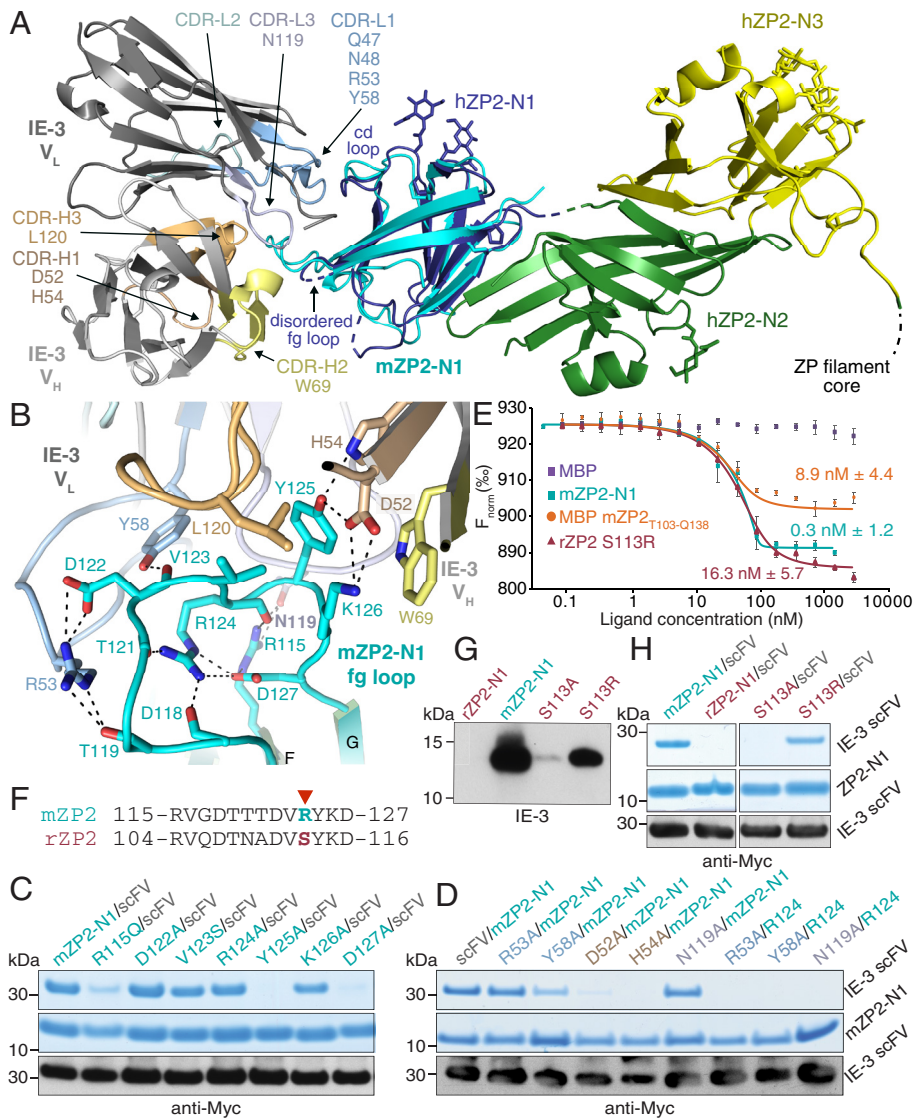 A
CDR-L2
CDR-L3
N119
CDR-L1
Q47
N48
R53
Y58
hZP2-N3
hZP2-N1
IE-3
VL
cd
loop
CDR-H3
L120
CDR-H1
D52
H54
disordered
fg loop
hZP2-N2
IE-3
VH
CDR-H2
W69
mZP2-N1
ZP filament
core
B
IE-3
VL
H54
Y125
D52
Y58
L120
D122
V123
IE-3
VH
R124
N119
K126
W69
T121
R115
mZP2-N1
fg loop
R53
D127
D118
T119
F
G
E
930
925
900
890
800
Fnorm (‰)
MBP
mZP2-N1
MBP mZP2T103-Q138
rZP2 S113R
8.9 nM ± 4.4
0.3 nM ± 1.2
16.3 nM ± 5.7
0.1 1 10 100 1000 10000
Ligand concentration (nM)
G
rZP2-N1
mZP2-N1
S113A
S113R
kDa
15
10
IE-3
H
mZP2-N1/scFV
rZP2-N1/scFV
S113A/scFV
S113R/scFV
kDa
30
IE-3 scFV
10
ZP2-N1
30
IE-3 scFV
anti-Myc
F
mZP2 115-RVGDTTTDVRYKD-127
rZP2 104-RVQDTNADVSYKD-116
C
mZP2-N1/scFV
R115Q/scFV
D122A/scFV
V123S/scFV
R124A/scFV
Y125A/scFV
K126A/scFV
D127A/scFV
kDa
30
IE-3 scFV
10
mZP2-N1
30
IE-3 scFV
anti-Myc
D
scFV/mZP2-N1
R53A/mZP2-N1
Y58A/mZP2-N1
D52A/mZP2-N1
H54A/mZP2-N1
N119A/mZP2-N1
R53A/R124
Y58A/R124
N119A/R124
kDa
30
IE-3 scFV
10
mZP2-N1
30
IE-3 scFV
anti-Myc